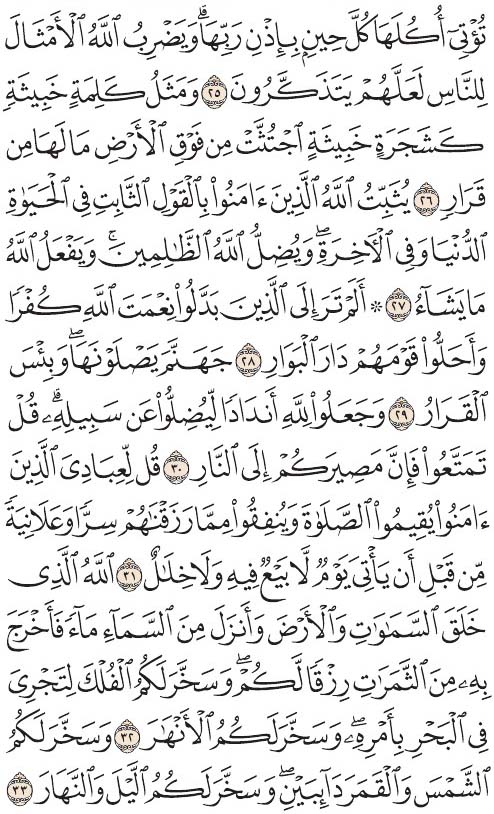 تُؤْتِىٓ أُكُلَهَا كُلَّ حِينٍۭ بِإِذْنِ رَبِّهَا ۗ وَيَضْرِبُ ٱللَّهُ ٱلْأَمْثَالَ
لِلنَّاسِ لَعَلَّهُمْ يَتَذَكَّرُونَ ٢٥ وَمَثَلُ كَلِمَةٍ خَبِيثَةٍ
كَشَجَرَةٍ خَبِيثَةٍ ٱجْتُثَّتْ مِن فَوْقِ ٱلْأَرْضِ مَا لَهَا مِن
قَرَارٍ ٢٦ يُثَبِّتُ ٱللَّهُ ٱلَّذِينَ ءَامَنُوا۟ بِٱلْقَوْلِ ٱلثَّابِتِ فِى ٱلْحَيَوٰةِ
ٱلدُّنْيَا وَفِى ٱلْأَخِرَةِ ۖ وَيُضِلُّ ٱللَّهُ ٱلظَّٰلِمِينَ ۚ وَيَفْعَلُ ٱللَّهُ
مَا يَشَآءُ ٢٧ * أَلَمْ تَرَ إِلَى ٱلَّذِينَ بَدَّلُوا۟ نِعْمَتَ ٱللَّهِ كُفْرًا
وَأَحَلُّوا۟ قَوْمَهُمْ دَارَ ٱلْبَوَارِ ٢٨ جَهَنَّمَ يَصْلَوْنَهَا ۖ وَبِئْسَ
ٱلْقَرَارُ ٢٩ وَجَعَلُوا۟ لِلَّهِ أَندَادًا لِّيُضِلُّوا۟ عَن سَبِيلِهِۦ ۗ قُلْ
تَمَتَّعُوا۟ فَإِنَّ مَصِيرَكُمْ إِلَى ٱلنَّارِ ٣٠ قُل لِّعِبَادِىَ ٱلَّذِينَ
ءَامَنُوا۟ يُقِيمُوا۟ ٱلصَّلَوٰةَ وَيُنفِقُوا۟ مِمَّا رَزَقْنَٰهُمْ سِرًّا وَعَلَانِيَةً
مِّن قَبْلِ أَن يَأْتِىَ يَوْمٌ لَّا بَيْعٌ فِيهِ وَلَا خِلَٰلٌ ٣١ ٱللَّهُ ٱلَّذِى
خَلَقَ ٱلسَّمَٰوَٰتِ وَٱلْأَرْضَ وَأَنزَلَ مِنَ ٱلسَّمَآءِ مَآءً فَأَخْرَجَ
بِهِۦ مِنَ ٱلثَّمَرَٰتِ رِزْقًا لَّكُمْ ۖ وَسَخَّرَ لَكُمُ ٱلْفُلْكَ لِتَجْرِىَ
فِى ٱلْبَحْرِ بِأَمْرِهِۦ ۖ وَسَخَّرَ لَكُمُ ٱلْأَنْهَٰرَ ٣٢ وَسَخَّرَ لَكُمُ
ٱلشَّمْسَ وَٱلْقَمَرَ دَآئِبَيْنِ ۖ وَسَخَّرَ لَكُمُ ٱلَّيْلَ وَٱلنَّهَارَ ٣٣